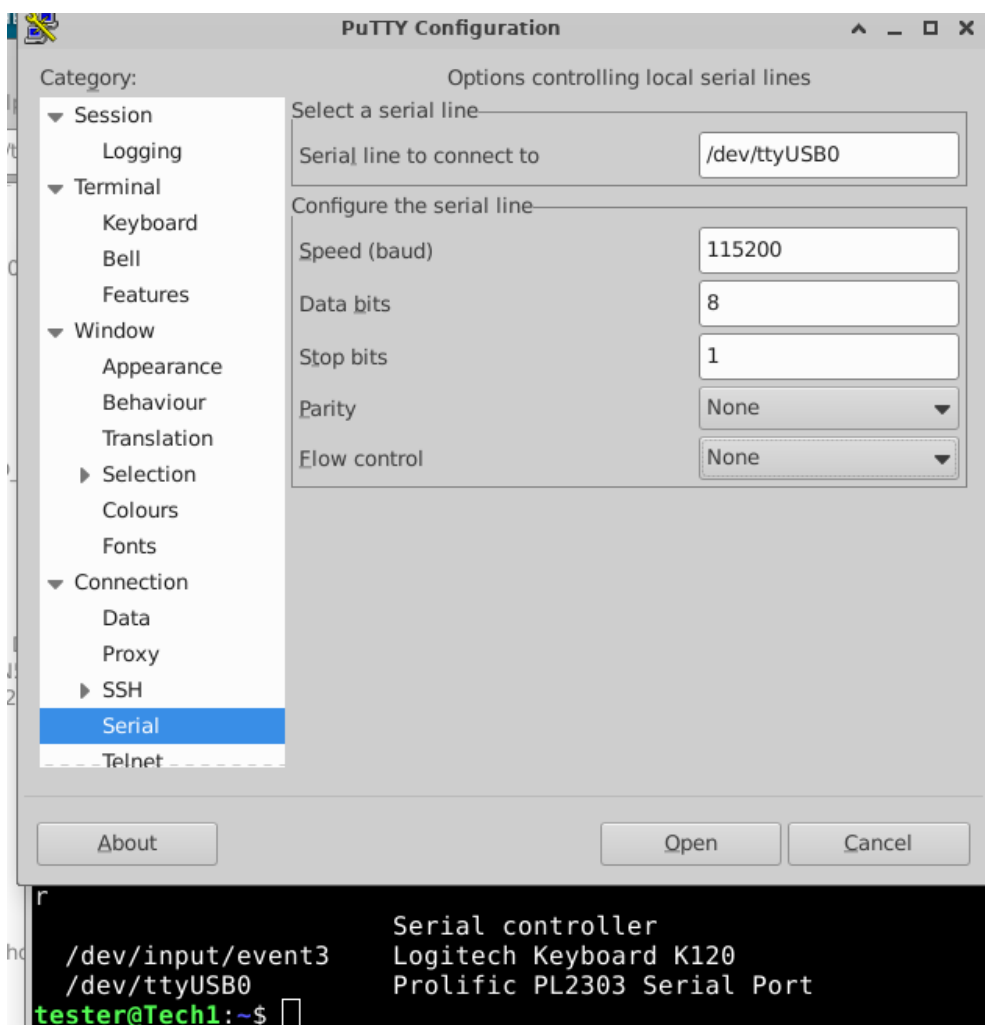 PuTTY Configuration
Category:
Options controlling local serial lines
Session
Logging
Terminal
Keyboard
Bell
Features
Window
Appearance
Behaviour
Translation
Selection
Colours
Fonts
Connection
Data
Proxy
SSH
Serial
Telnet
Select a serial line
Serial line to connect to /dev/ttyUSB0
Configure the serial line
Speed (baud) 115200
Data bits 8
Stop bits 1
Parity None
Flow control None
About Open Cancel
r
Serial controller
/dev/input/event3 Logitech Keyboard K120
/dev/ttyUSB0 Prolific PL2303 Serial Port
tester@Tech1:~$